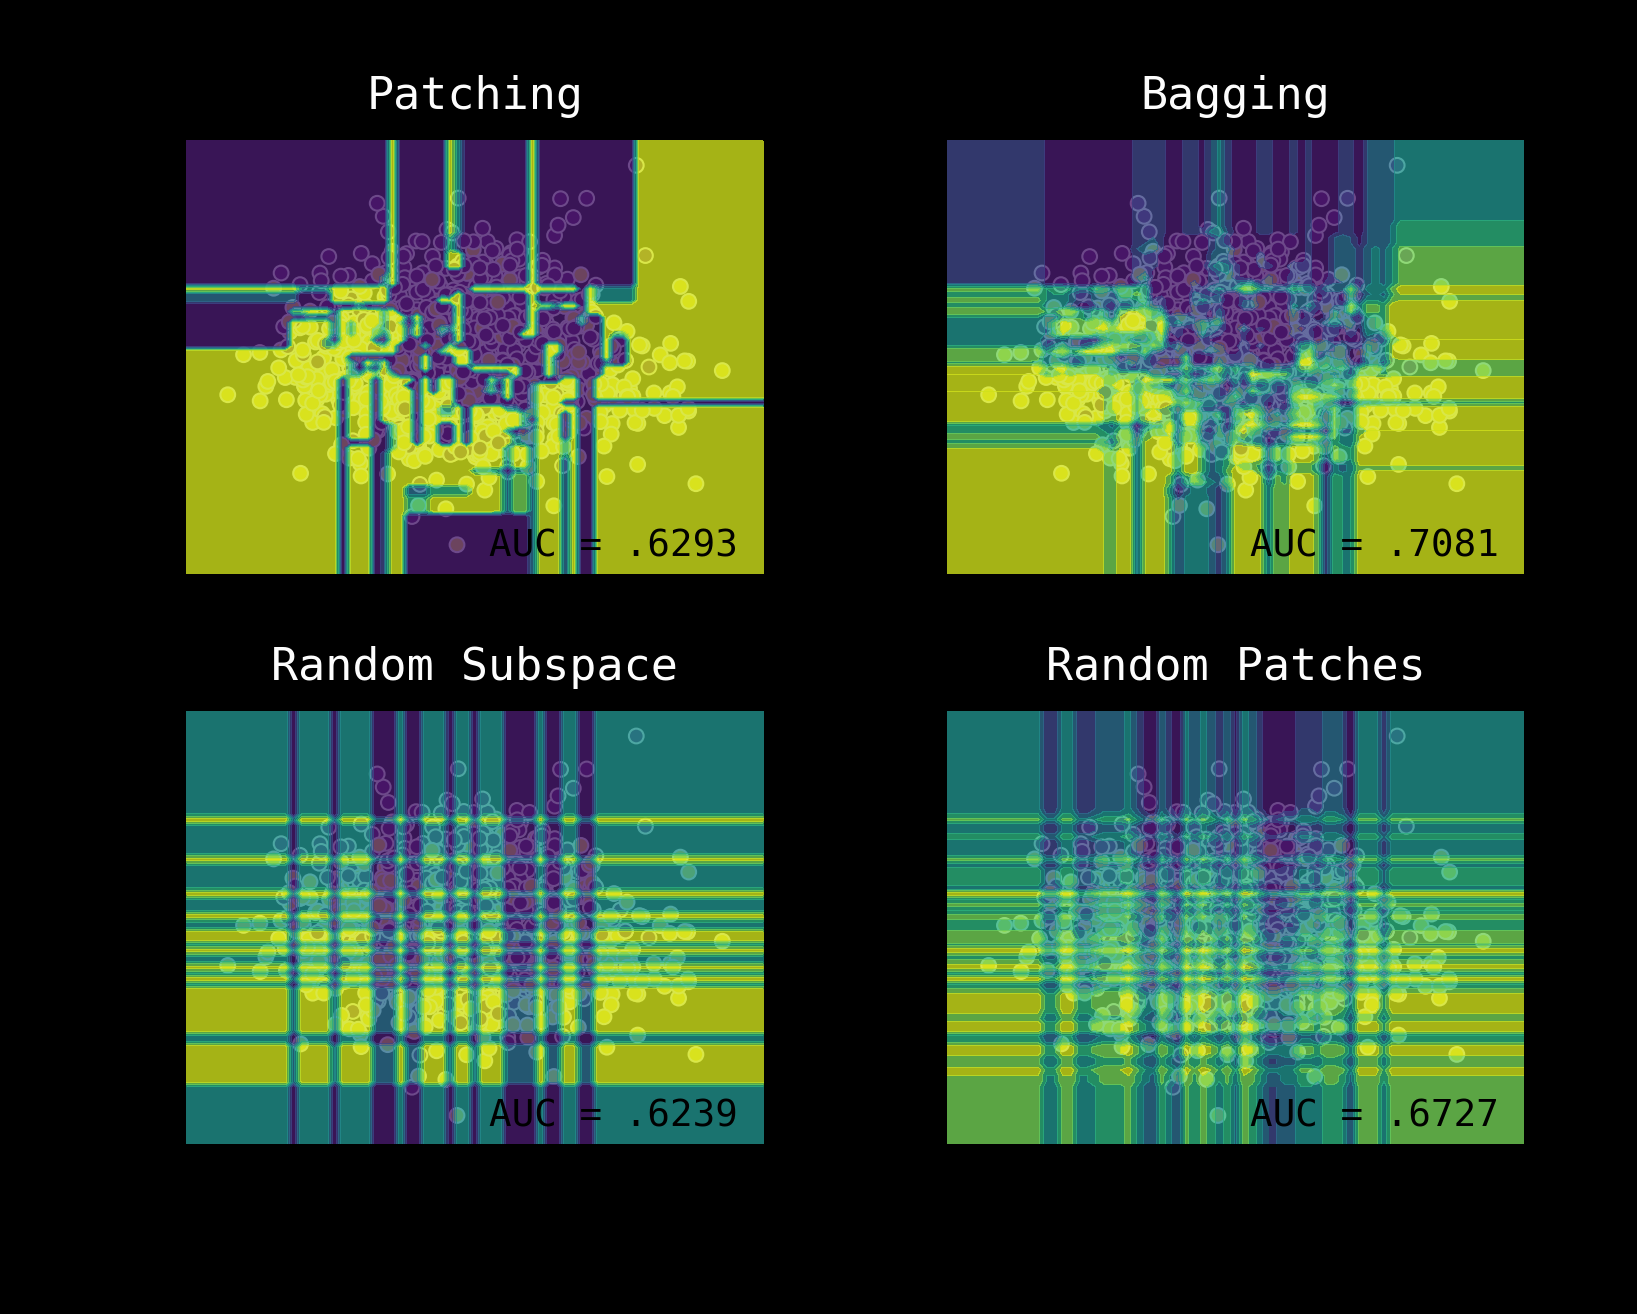 Patching
Bagging
AUC = .6293
AUC = .7081
Random Subspace
Random Patches
AUC = .6239
AUC = .6727